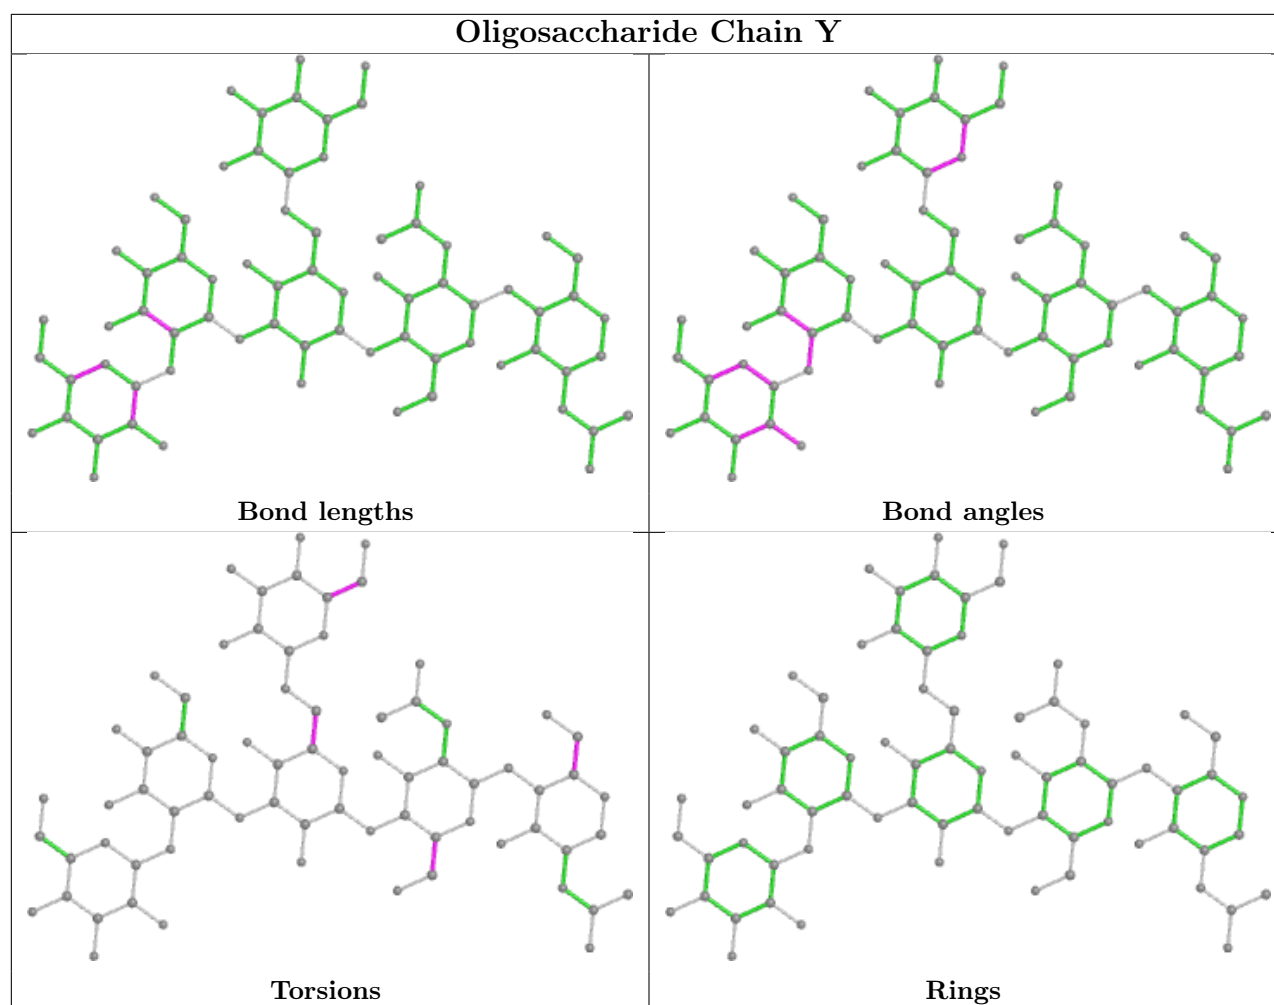 Oligosaccharide Chain Y
Bond lengths
Bond angles
Torsions
Rings